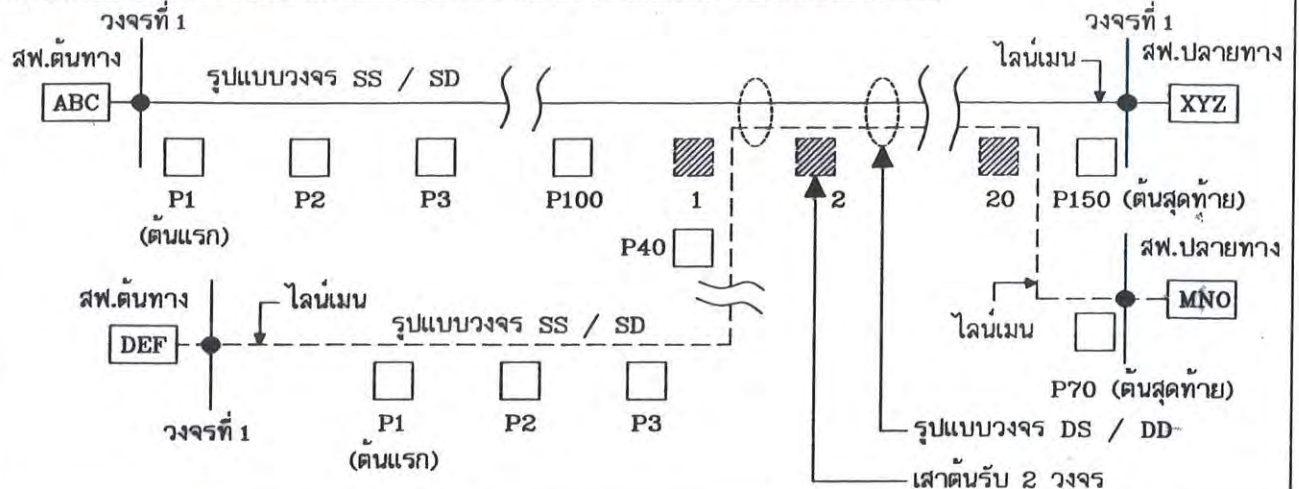 วงจรที่ 1
วงจรที่ 1
สฟ.ต้นทาง
รูปแบบวงจร SS / SD
ไลน์เมน
สฟ.ปลายทาง
ABC
XYZ
P1
P2
P3
P100
1
2
20
P150 (ต้นสุดท้าย)
(ต้นแรก)
P40
สฟ.ปลายทาง
สฟ.ต้นทาง
ไลน์เมน
MNO
DEF
รูปแบบวงจร SS / SD
ไลน์เมน
P1
P2
P3
P70 (ต้นสุดท้าย)
วงจรที่ 1
(ต้นแรก)
รูปแบบวงจร DS / DD
เสาต้นรับ 2 วงจร